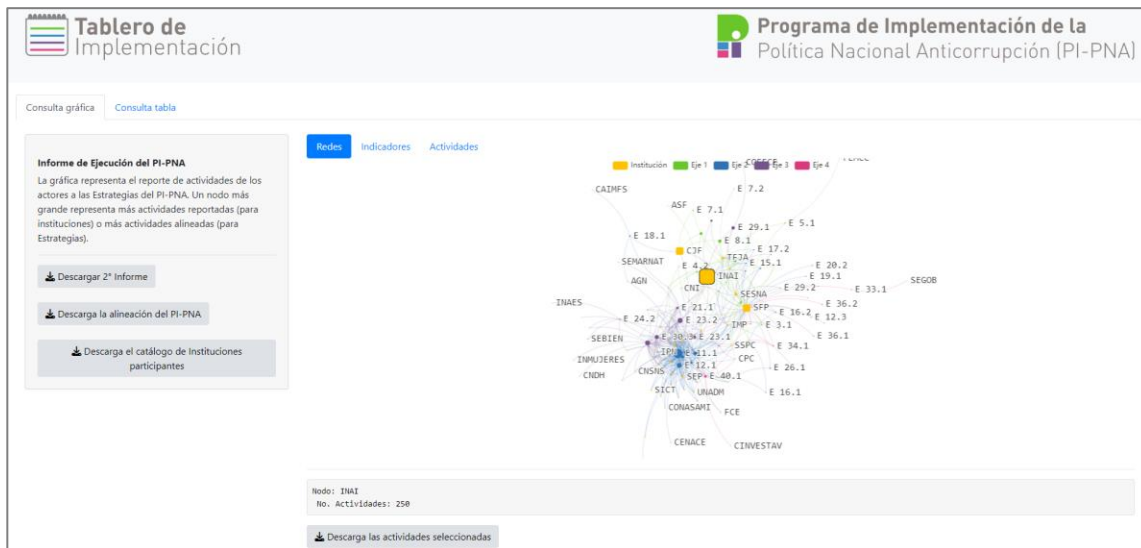 Tablero de
Implementación
Programa de Implementación de la
Política Nacional Anticorrupción (PI-PNA)
Consulta gráfica
Consulta tabla
Informe de Ejecución del PI-PNA
La gráfica representa el reporte de actividades de los
actores a las Estrategias del PI-PNA. Un nodo más
grande representa más actividades reportadas (para
instituciones) o más actividades alineadas (para
Estrategias).
Descargar 2° Informe
Descarga la alineación del PI-PNA
Descarga el catálogo de Instituciones
participantes
Redes
Indicadores
Actividades
Institución
Eje 1
Eje 2
Eje 3
Eje 4
CAIMFS
E 7.2
ASF
E 7.1
E 29.1
E 5.1
E 18.1
E 8.1
CJF
E 17.2
TFJA
SEMARNAT
E 4.2
E 15.1
E 20.2
INAI
E 19.1
AGN
CNI
E 29.2
E 33.1
SEGOB
SESNA
INAES
E 21.1
SFP
E 36.2
E 16.2
E 24.2
E 23.2
E 12.3
IMP
E 3.1
SEBIEN
E 23.1
E 36.1
SSPC
E 34.1
INMUJERES
E 11.1
CPC
CNDH
CNSNS
E 12.1
E 26.1
SEP
E 40.1
SICT
UNADM
E 16.1
CONASAMI
FCE
CENACE
CINVESTAV
Nodo: INAI
No. Actividades: 250
Descarga las actividades seleccionadas